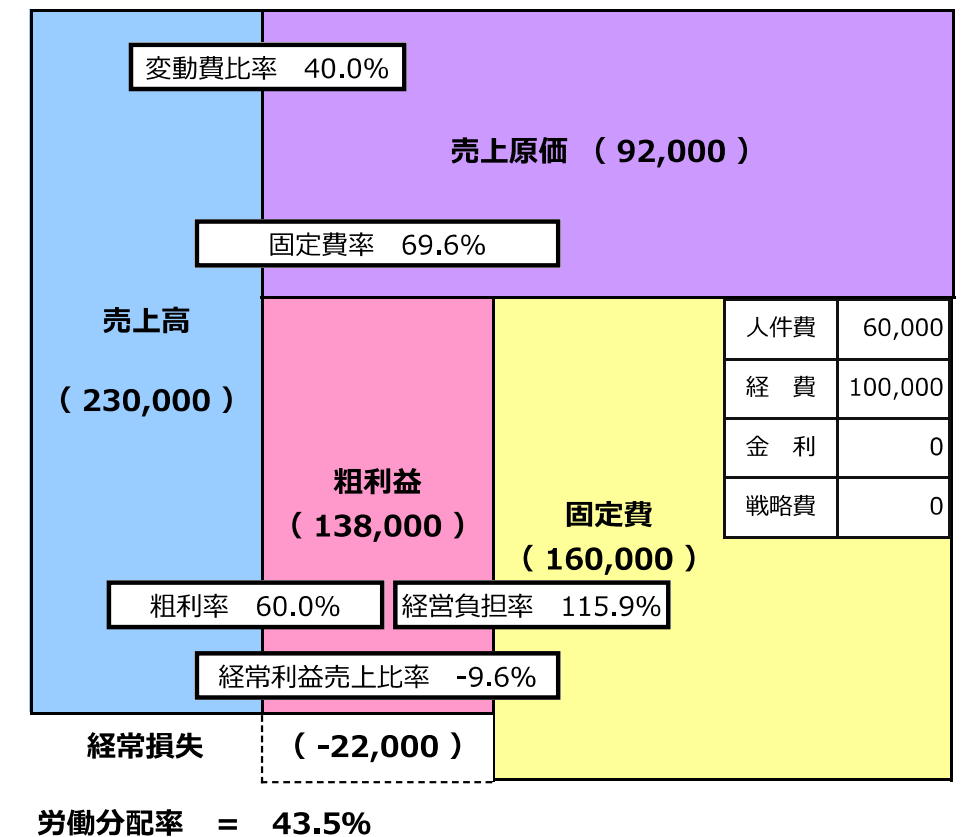 変動費比率 40.0%
売上原価 （ 92,000 ）
固定費率 69.6%
売上高
（ 230,000 ）
人件費 60,000
経 費 100,000
金 利 0
戦略費 0
粗利益
（ 138,000 ）
固定費
（ 160,000 ）
粗利率 60.0%
経営負担率 115.9%
経常利益売上比率 -9.6%
経常損失 （ -22,000 ）
労働分配率 = 43.5%